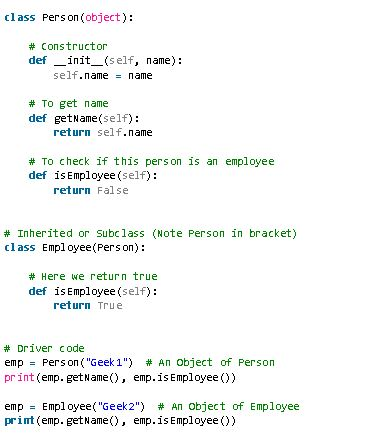 class Person(object):
# Constructor
def __init__(self, name):
self.name = name
# To get name
def getName(self):
return self.name
# To check if this person is an employee
def isEmployee(self):
return False
# Inherited or Subclass (Note Person in bracket)
class Employee(Person):
# Here we return true
def isEmployee(self):
return True
# Driver code
emp = Person("Geek1")  # An Object of Person
print(emp.getName(), emp.isEmployee())
emp = Employee("Geek2")  # An Object of Employee
print(emp.getName(), emp.isEmployee())